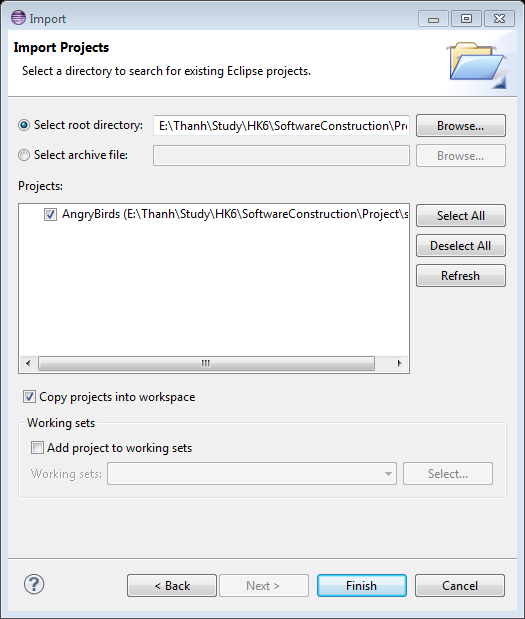 Import
Import Projects
Select a directory to search for existing Eclipse projects.
Select root directory: E:\Thanh\Study\HK6\SoftwareConstruction\Pr Browse...
Select archive file: Browse...
Projects:
AngryBirds (E:\Thanh\Study\HK6\SoftwareConstruction\Project\s Select All
Deselect All
Refresh
Copy projects into workspace
Working sets
Add project to working sets
Working sets: Select...
? < Back Next > Finish Cancel